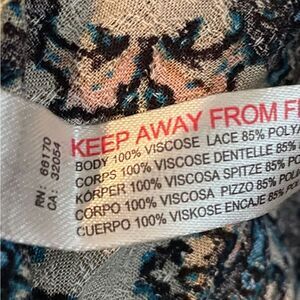 RN: 66170
CA: 32054
KEEP AWAY FROM
BODY 100% VISCOSE LACE 85%
CORPS 100% VISCOSE DENTELLE 85%
KÖRPER 100% VISCOSA SPITZE 85%
CORPO 100% VISCOSA PIZZO 85%
CUERPO 100% VISKOSE ENCAJE 85%